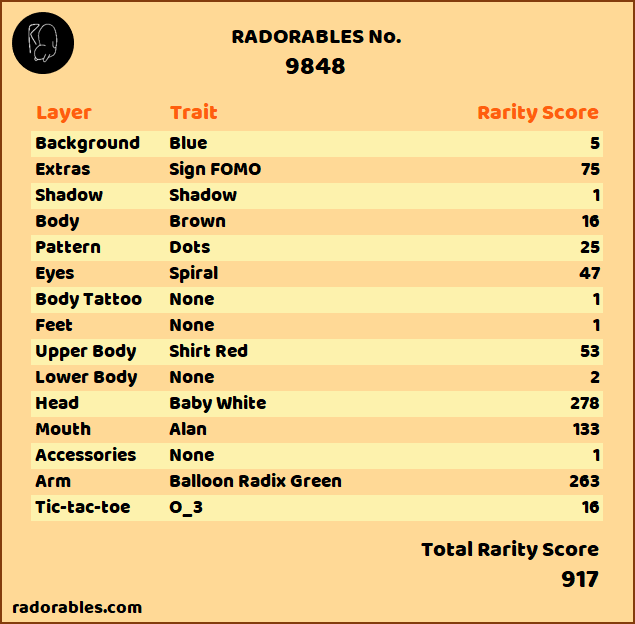 RADORABLES No.
9848
Layer Trait Rarity Score
Background Blue 5
Extras Sign FOMO 75
Shadow Shadow 1
Body Brown 16
Pattern Dots 25
Eyes Spiral 47
Body Tattoo None 1
Feet None 1
Upper Body Shirt Red 53
Lower Body None 2
Head Baby White 278
Mouth Alan 133
Accessories None 1
Arm Balloon Radix Green 263
Tic-tac-toe O_3 16
Total Rarity Score
917
radorables.com